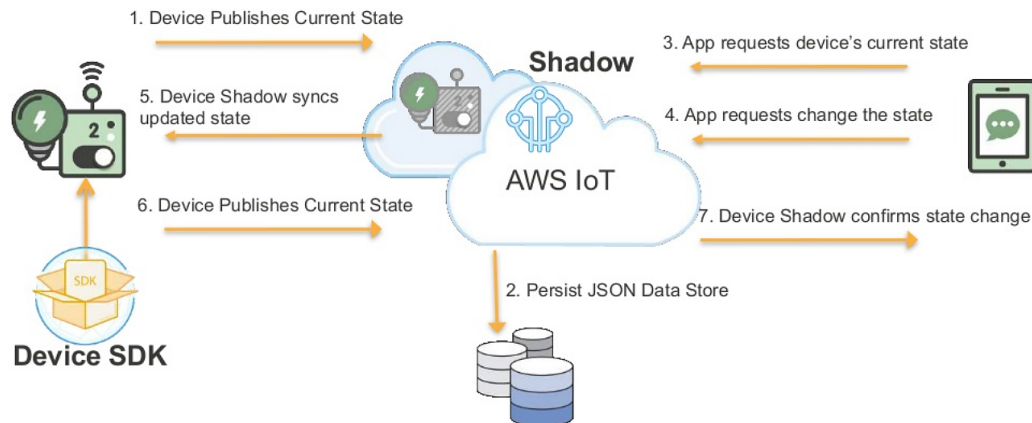 1. Device Publishes Current State
3. App requests device's current state
Shadow
2
5. Device Shadow syncs
updated state
2
4. App requests change the state
AWS IoT
6. Device Publishes Current State
7. Device Shadow confirms state change
SDK
2. Persist JSON Data Store
Device SDK